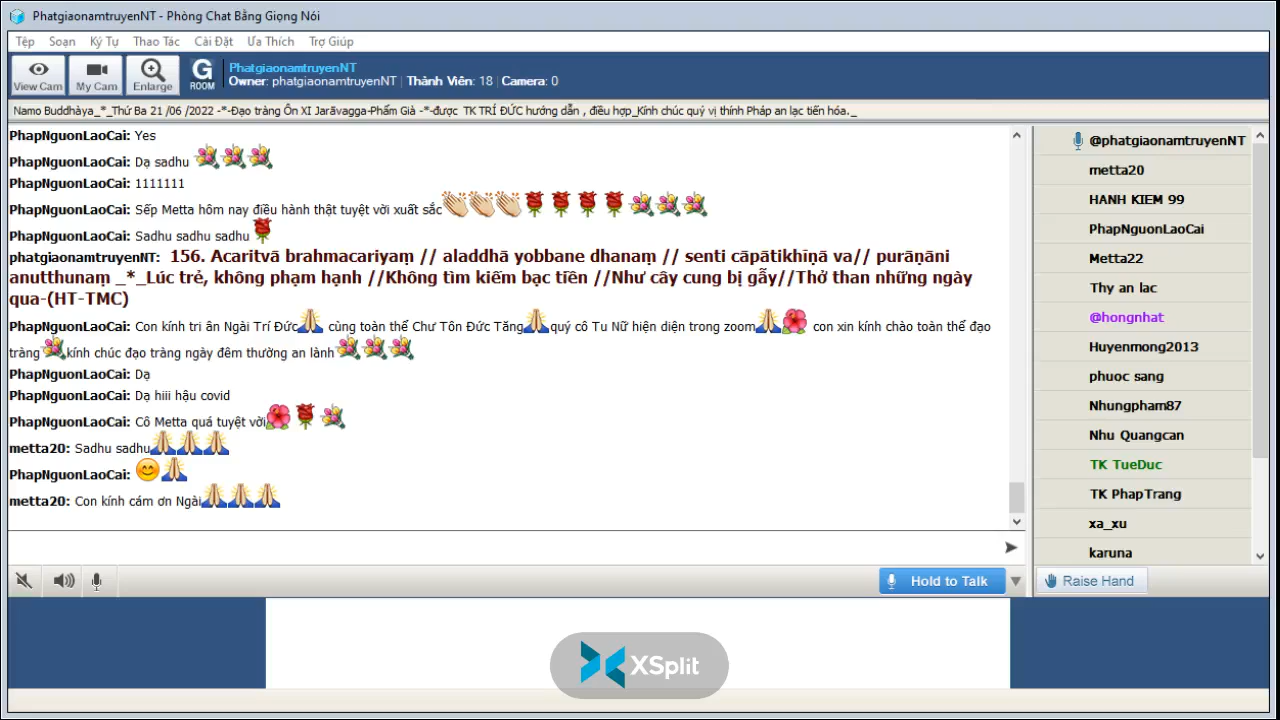 PhatgiaonamtruyenNT - Phòng Chat Bằng Giọng Nói
Tệp Soạn Ký Tự Thao Tác Cài Đặt Ưa Thích Trợ Giúp
View Cam My Cam Enlarge G ROOM
PhatgiaonamtruyenNT
Owner: phatgiaonamtruyenNT | Thành Viên: 18 | Camera: 0
Namo Buddhàya_*_Thứ Ba 21 /06 /2022 -*-Đạo tràng Ôn XI Jarāvagga-Phẩm Già -*-được TK TRÍ ĐỨC hướng dẫn , điều hợp_Kính chúc quý vị thính Pháp an lạc tiến hóa._
PhapNguonLaoCai: Yes
PhapNguonLaoCai: Dạ sadhu
PhapNguonLaoCai: 1111111
PhapNguonLaoCai: Sếp Metta hôm nay điều hành thật tuyệt vời xuất sắc
PhapNguonLaoCai: Sadhu sadhu sadhu
phatgiaonamtruyenNT: 156. Acaritvā brahmacariyaṃ // aladdhā yobbane dhanaṃ // senti cāpātikhīṇā va// purāṇāni
anutthunaṃ _*_Lúc trẻ, không phạm hạnh //Không tìm kiếm bạc tiền //Như cây cung bị gẫy//Thở than những ngày
qua-(HT-TMC)
PhapNguonLaoCai: Con kính tri ân Ngài Trí Đức cùng toàn thể Chư Tôn Đức Tăng quý cô Tu Nữ hiện diện trong zoom con xin kính chào toàn thể đạo
tràng kính chúc đạo tràng ngày đêm thường an lành
PhapNguonLaoCai: Dạ
PhapNguonLaoCai: Dạ hiii hậu covid
PhapNguonLaoCai: Cô Metta quá tuyệt vời
metta20: Sadhu sadhu
PhapNguonLaoCai:
metta20: Con kính cám ơn Ngài
@phatgiaonamtruyenNT
metta20
HANH KIEM 99
PhapNguonLaoCai
Metta22
Thy an lac
@hongnhat
Huyenmong2013
phuoc sang
Nhungpham87
Nhu Quangcan
TK TueDuc
TK PhapTrang
xa_xu
karuna
Hold to Talk
Raise Hand
XSplit